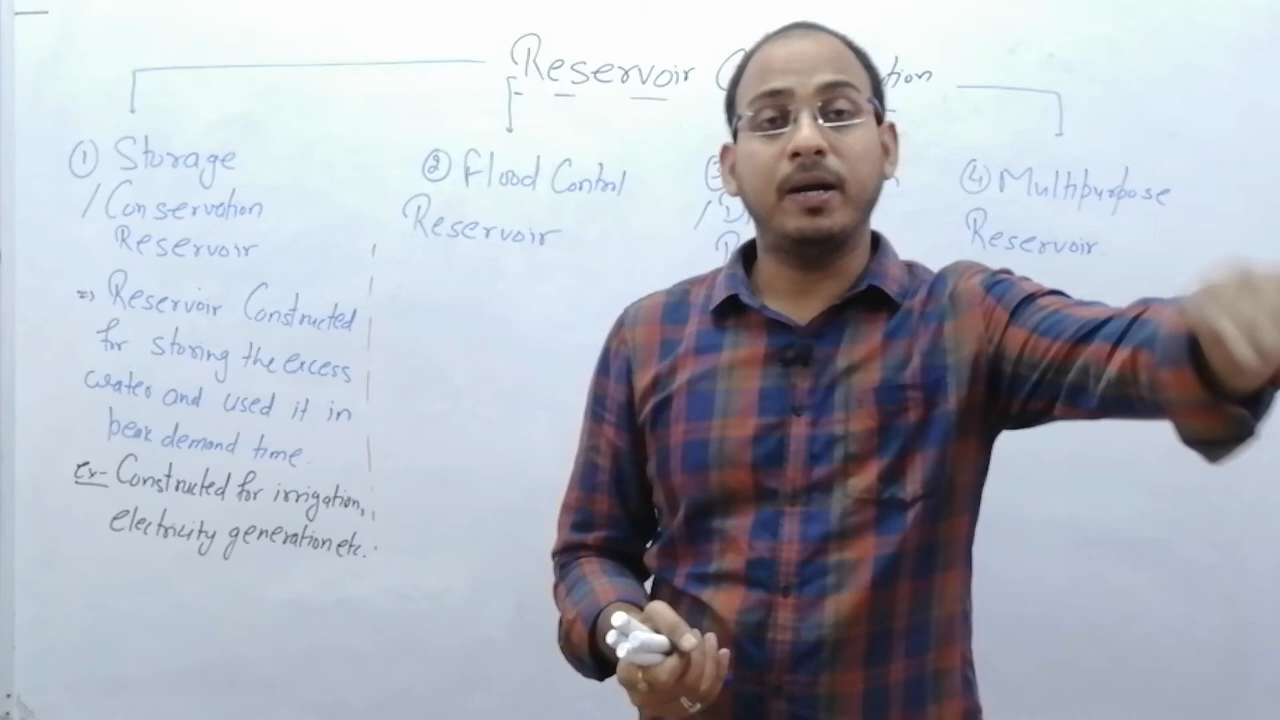 Reservoir
① Storage
/Conservation
Reservoir
⇒ Reservoir Constructed
for storing the excess
water and used it in
peak demand time.
Ex- Constructed for irrigation,
electricity generation etc.
② Flood Control
Reservoir
④ Multipurpose
Reservoir